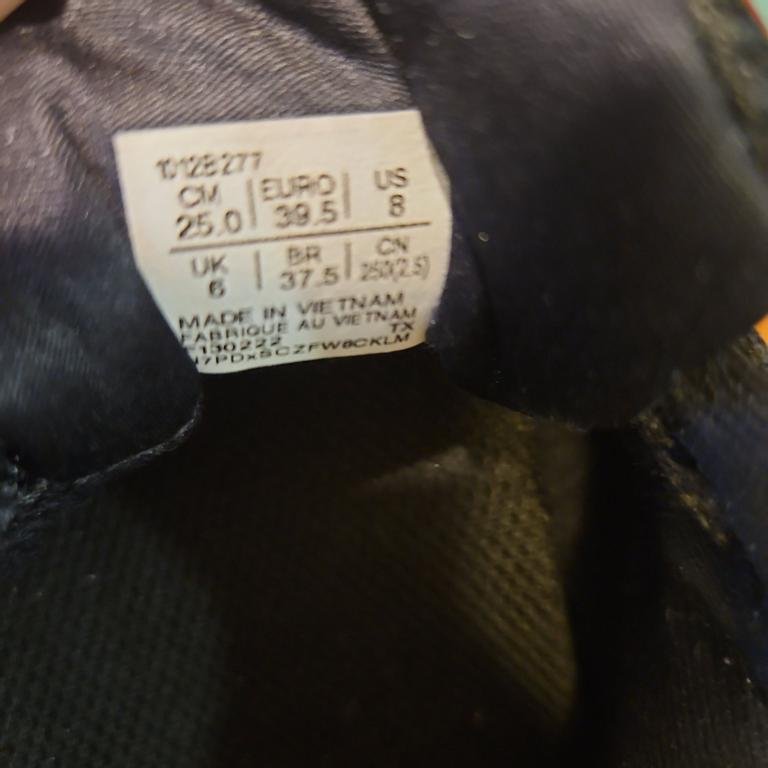 1012B277
CM | EURO | US
25.0 | 39.5 | 8
UK | BR | CN
6 | 37.5 | 250(2.5)
MADE IN VIETNAM
FABRIQUE AU VIETNAM
130222 TX